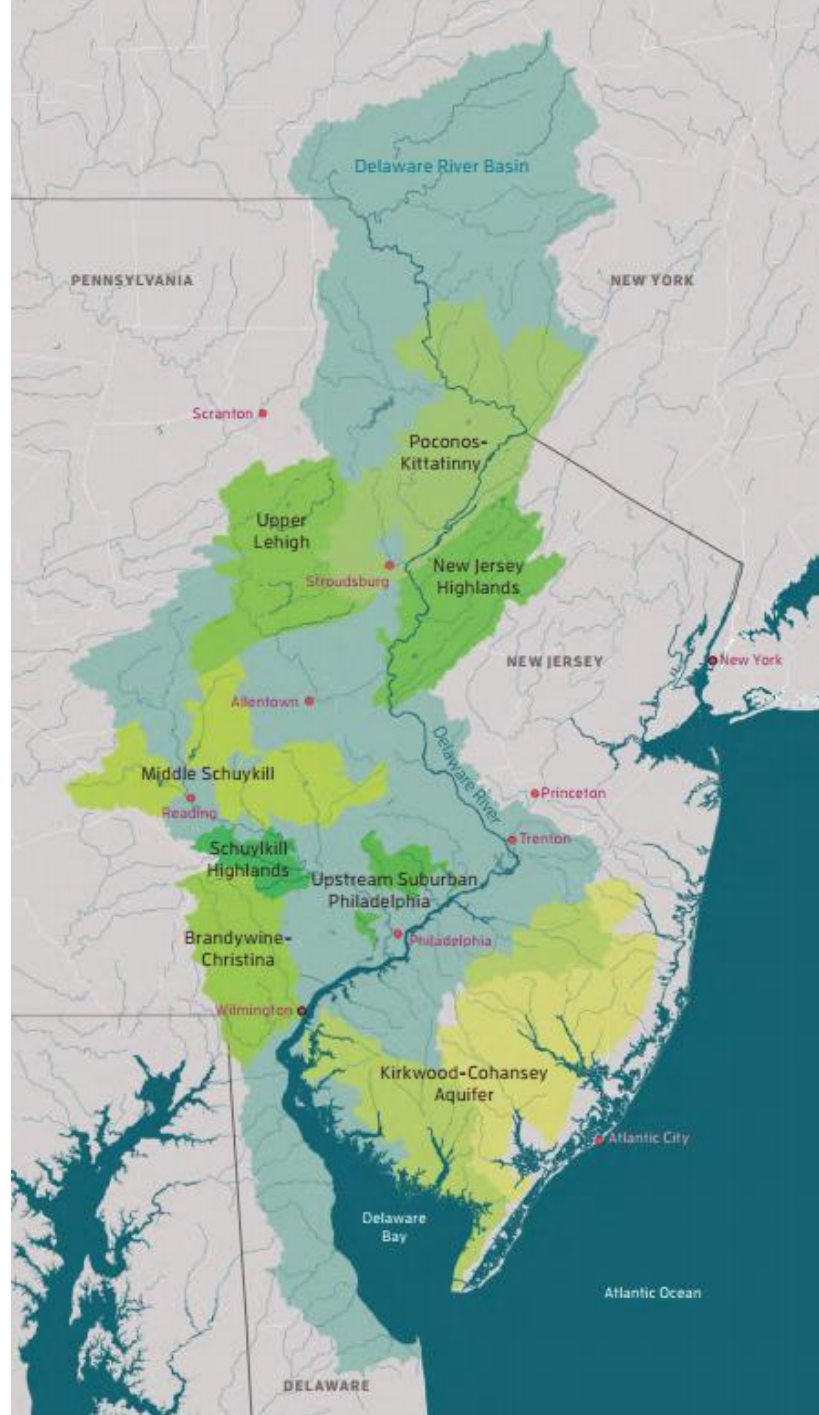 Delaware River Basin
PENNSYLVANIA
NEW YORK
Scranton
Poconos-
Kittatinny
Upper
Lehigh
Stroudsburg
New Jersey
Highlands
NEW JERSEY
New York
Allentown
Delaware River
Middle Schuykill
Reading
Princeton
Trenton
Schuylkill
Highlands
Upstream Suburban
Philadelphia
Brandywine-
Christina
Philadelphia
Wilmington
Kirkwood-Cohansey
Aquifer
Atlantic City
Delaware
Bay
Atlantic Ocean
DELAWARE